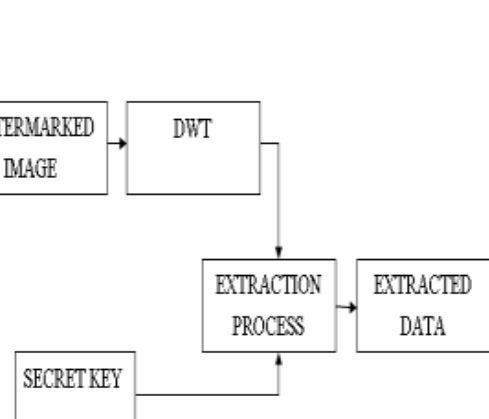 TERMARKED
IMAGE
DWT
EXTRACTION
PROCESS
EXTRACTED
DATA
SECRET KEY